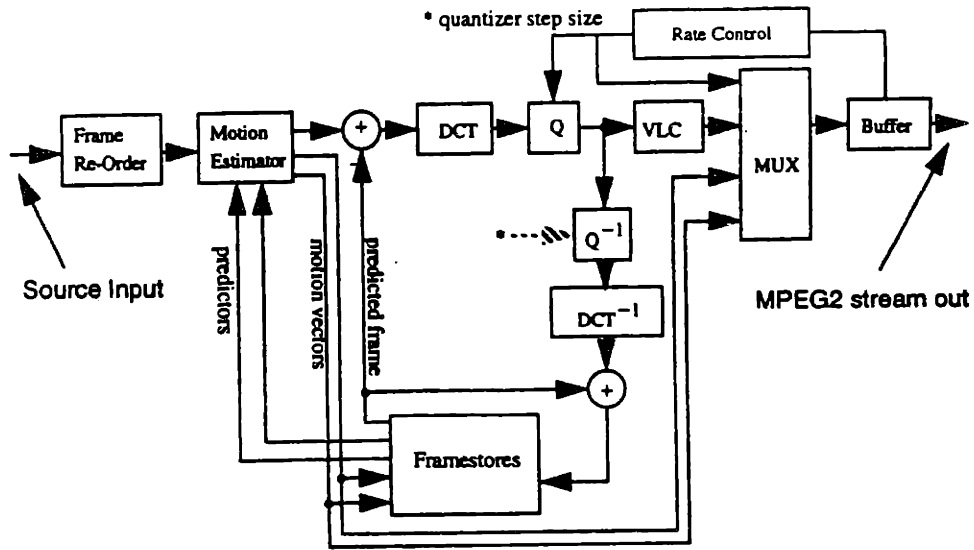 * quantizer step size
Rate Control
Frame
Re-Order
Motion
Estimator
+
−
DCT
Q
VLC
MUX
Buffer
Source Input
predictors
motion vectors
predicted frame
*
Q⁻¹
DCT⁻¹
+
MPEG2 stream out
Framestores